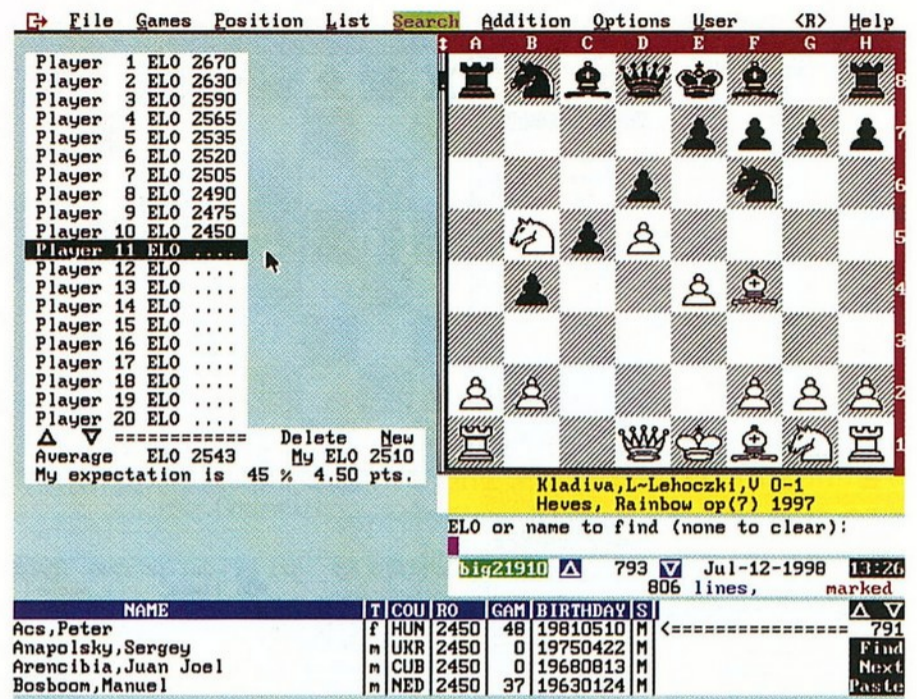 File Games Position List Search Addition Options User <R> Help
A B C D E F G H
Player 1 ELO 2670
Player 2 ELO 2630
Player 3 ELO 2590
Player 4 ELO 2565
Player 5 ELO 2535
Player 6 ELO 2520
Player 7 ELO 2505
Player 8 ELO 2490
Player 9 ELO 2475
Player 10 ELO 2450
Player 11 ELO ....
Player 12 ELO ....
Player 13 ELO ....
Player 14 ELO ....
Player 15 ELO ....
Player 16 ELO ....
Player 17 ELO ....
Player 18 ELO ....
Player 19 ELO ....
Player 20 ELO ....
============ Delete New
Average ELO 2543 My ELO 2510
My expectation is 45 % 4.50 pts.
8
7
6
5
4
3
2
1
Kladiva,L~Lehoczki,V 0-1
Heves, Rainbow op(7) 1997
ELO or name to find (none to clear):
big21910 793 Jul-12-1998 13:26
806 lines, marked
NAME T COU RO GAM BIRTHDAY S
Acs,Peter f HUN 2450 48 19810510 M <================ 791
Anapolsky,Sergey m UKR 2450 0 19750422 M Find
Arencibia,Juan Joel m CUB 2450 0 19680813 M Next
Bosboom,Manuel m NED 2450 37 19630124 M Paste